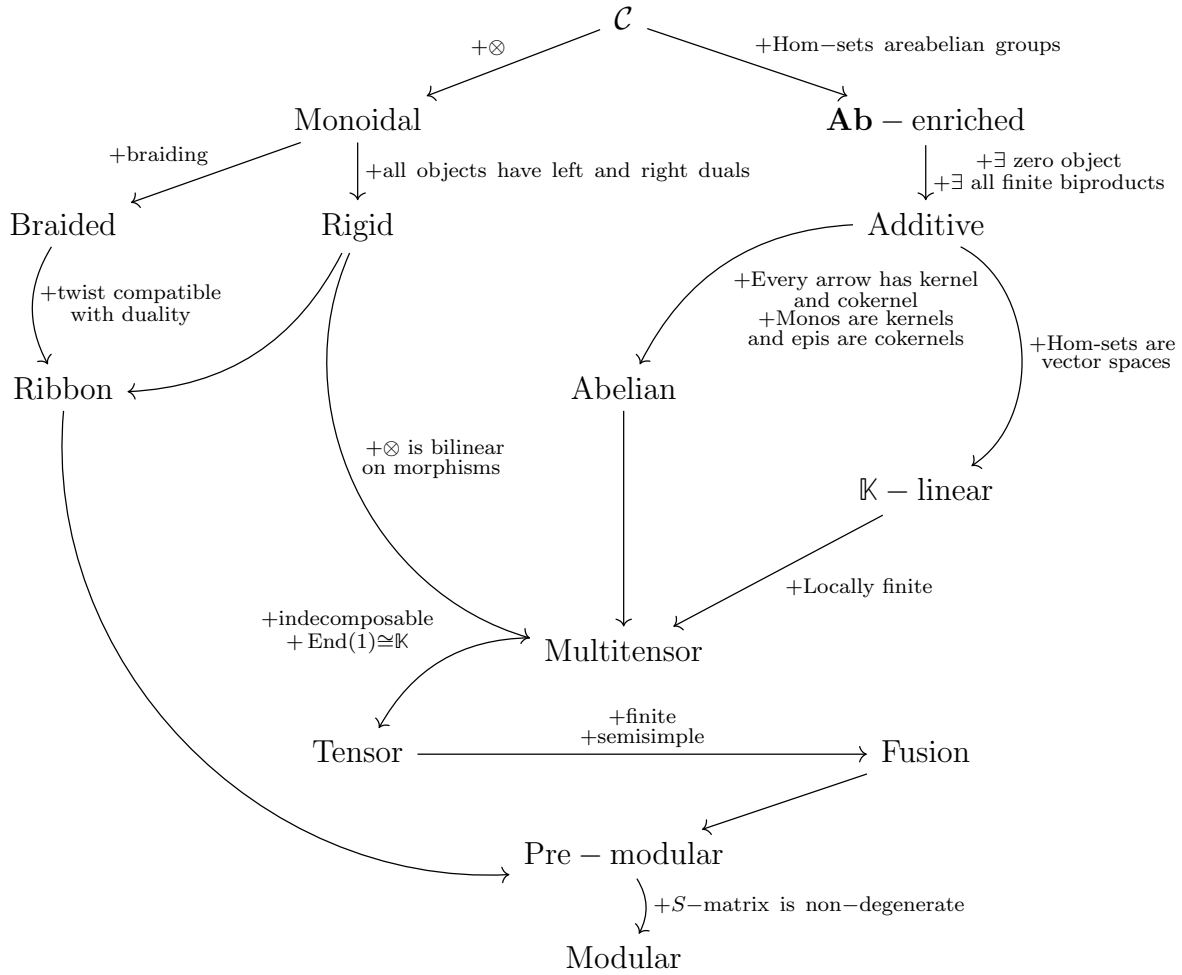 𝒞
+⊗
+Hom−sets areabelian groups
Monoidal
Ab − enriched
+braiding
+all objects have left and right duals
+∃ zero object
+∃ all finite biproducts
Braided
Rigid
Additive
+twist compatible
with duality
+Every arrow has kernel
and cokernel
+Monos are kernels
and epis are cokernels
+Hom-sets are
vector spaces
Ribbon
Abelian
+⊗ is bilinear
on morphisms
𝕂 − linear
+Locally finite
+indecomposable
+ End(1)≅𝕂
Multitensor
+finite
+semisimple
Tensor
Fusion
Pre − modular
+S−matrix is non−degenerate
Modular